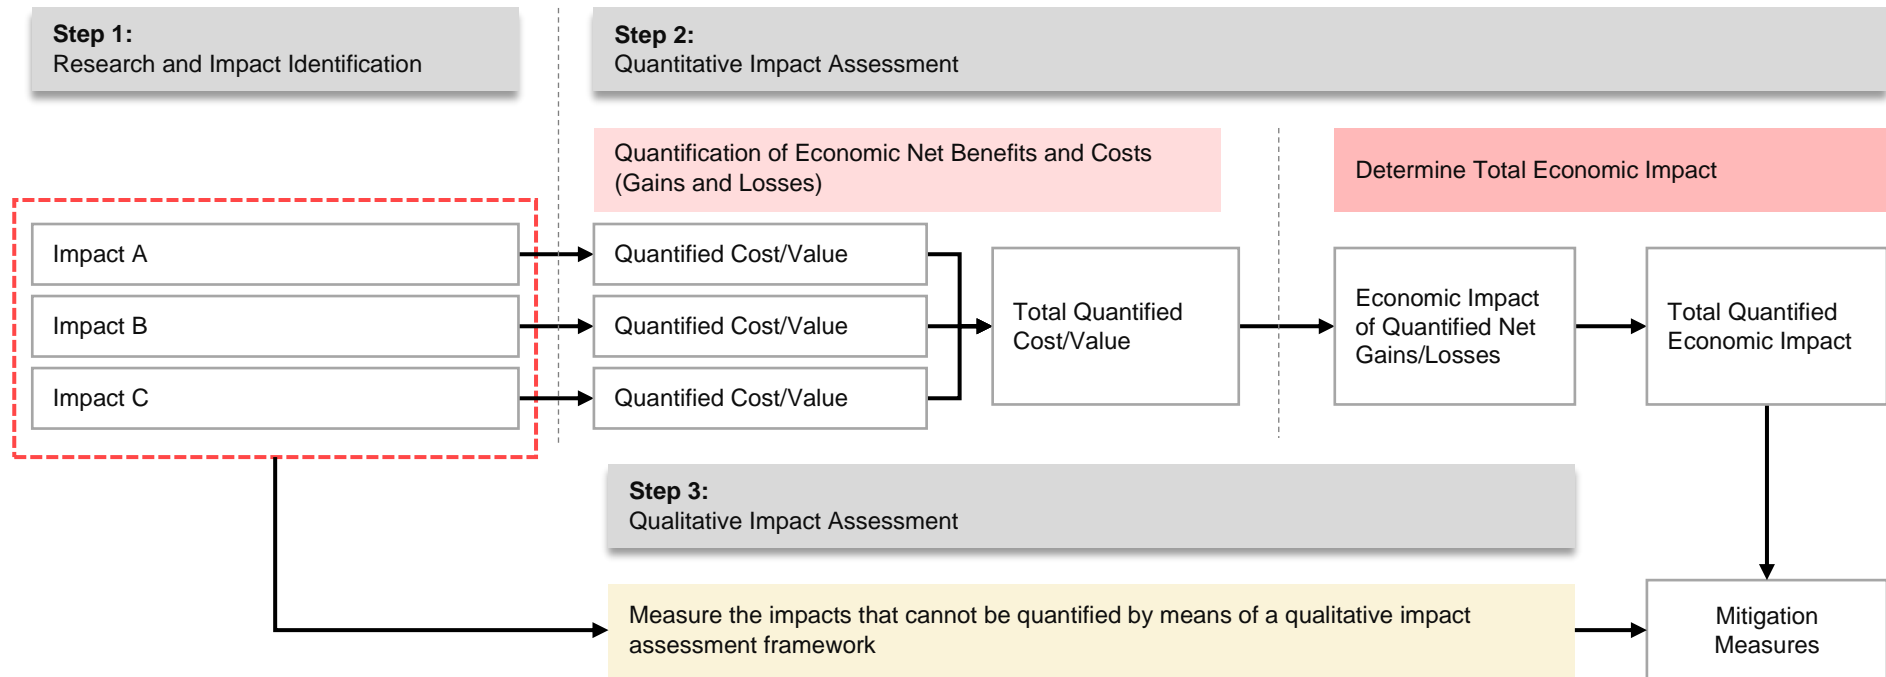 Step 1:
Research and Impact Identification
Step 2:
Quantitative Impact Assessment
Quantification of Economic Net Benefits and Costs
(Gains and Losses)
Determine Total Economic Impact
Impact A
Impact B
Impact C
Quantified Cost/Value
Quantified Cost/Value
Quantified Cost/Value
Total Quantified
Cost/Value
Economic Impact
of Quantified Net
Gains/Losses
Total Quantified
Economic Impact
Step 3:
Qualitative Impact Assessment
Measure the impacts that cannot be quantified by means of a qualitative impact
assessment framework
Mitigation
Measures